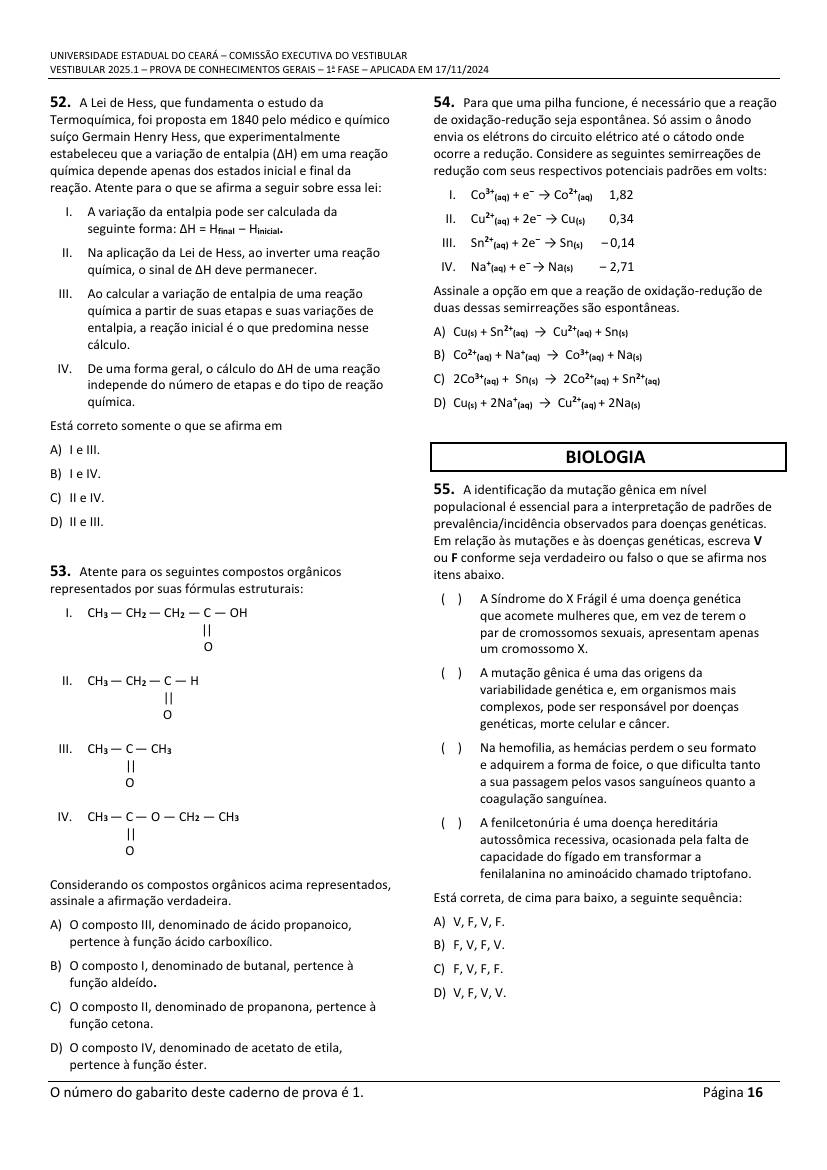 UNIVERSIDADE ESTADUAL DO CEARÁ – COMISSÃO EXECUTIVA DO VESTIBULAR
VESTIBULAR 2025.1 – PROVA DE CONHECIMENTOS GERAIS – 1ª FASE – APLICADA EM 17/11/2024
52. A Lei de Hess, que fundamenta o estudo da
Termoquímica, foi proposta em 1840 pelo médico e químico
suíço Germain Henry Hess, que experimentalmente
estabeleceu que a variação de entalpia (ΔH) em uma reação
química depende apenas dos estados inicial e final da
reação. Atente para o que se afirma a seguir sobre essa lei:
I. A variação da entalpia pode ser calculada da
seguinte forma: ΔH = Hfinal – Hinicial.
II. Na aplicação da Lei de Hess, ao inverter uma reação
química, o sinal de ΔH deve permanecer.
III. Ao calcular a variação de entalpia de uma reação
química a partir de suas etapas e suas variações de
entalpia, a reação inicial é o que predomina nesse
cálculo.
IV. De uma forma geral, o cálculo do ΔH de uma reação
independe do número de etapas e do tipo de reação
química.
Está correto somente o que se afirma em
A) I e III.
B) I e IV.
C) II e IV.
D) II e III.
53. Atente para os seguintes compostos orgânicos
representados por suas fórmulas estruturais:
I. CH₃ — CH₂ — CH₂ — C — OH
||
O
II. CH₃ — CH₂ — C — H
||
O
III. CH₃ — C — CH₃
||
O
IV. CH₃ — C — O — CH₂ — CH₃
||
O
Considerando os compostos orgânicos acima representados,
assinale a afirmação verdadeira.
A) O composto III, denominado de ácido propanoico,
pertence à função ácido carboxílico.
B) O composto I, denominado de butanal, pertence à
função aldeído.
C) O composto II, denominado de propanona, pertence à
função cetona.
D) O composto IV, denominado de acetato de etila,
pertence à função éster.
54. Para que uma pilha funcione, é necessário que a reação
de oxidação-redução seja espontânea. Só assim o ânodo
envia os elétrons do circuito elétrico até o cátodo onde
ocorre a redução. Considere as seguintes semirreações de
redução com seus respectivos potenciais padrões em volts:
I. Co³⁺(aq) + e⁻ → Co²⁺(aq) 1,82
II. Cu²⁺(aq) + 2e⁻ → Cu(s) 0,34
III. Sn²⁺(aq) + 2e⁻ → Sn(s) – 0,14
IV. Na⁺(aq) + e⁻ → Na(s) – 2,71
Assinale a opção em que a reação de oxidação-redução de
duas dessas semirreações são espontâneas.
A) Cu(s) + Sn²⁺(aq) → Cu²⁺(aq) + Sn(s)
B) Co²⁺(aq) + Na⁺(aq) → Co³⁺(aq) + Na(s)
C) 2Co³⁺(aq) + Sn(s) → 2Co²⁺(aq) + Sn²⁺(aq)
D) Cu(s) + 2Na⁺(aq) → Cu²⁺(aq) + 2Na(s)
BIOLOGIA
55. A identificação da mutação gênica em nível
populacional é essencial para a interpretação de padrões de
prevalência/incidência observados para doenças genéticas.
Em relação às mutações e às doenças genéticas, escreva V
ou F conforme seja verdadeiro ou falso o que se afirma nos
itens abaixo.
( ) A Síndrome do X Frágil é uma doença genética
que acomete mulheres que, em vez de terem o
par de cromossomos sexuais, apresentam apenas
um cromossomo X.
( ) A mutação gênica é uma das origens da
variabilidade genética e, em organismos mais
complexos, pode ser responsável por doenças
genéticas, morte celular e câncer.
( ) Na hemofilia, as hemácias perdem o seu formato
e adquirem a forma de foice, o que dificulta tanto
a sua passagem pelos vasos sanguíneos quanto a
coagulação sanguínea.
( ) A fenilcetonúria é uma doença hereditária
autossômica recessiva, ocasionada pela falta de
capacidade do fígado em transformar a
fenilalanina no aminoácido chamado triptofano.
Está correta, de cima para baixo, a seguinte sequência:
A) V, F, V, F.
B) F, V, F, V.
C) F, V, F, F.
D) V, F, V, V.
O número do gabarito deste caderno de prova é 1.
Página 16